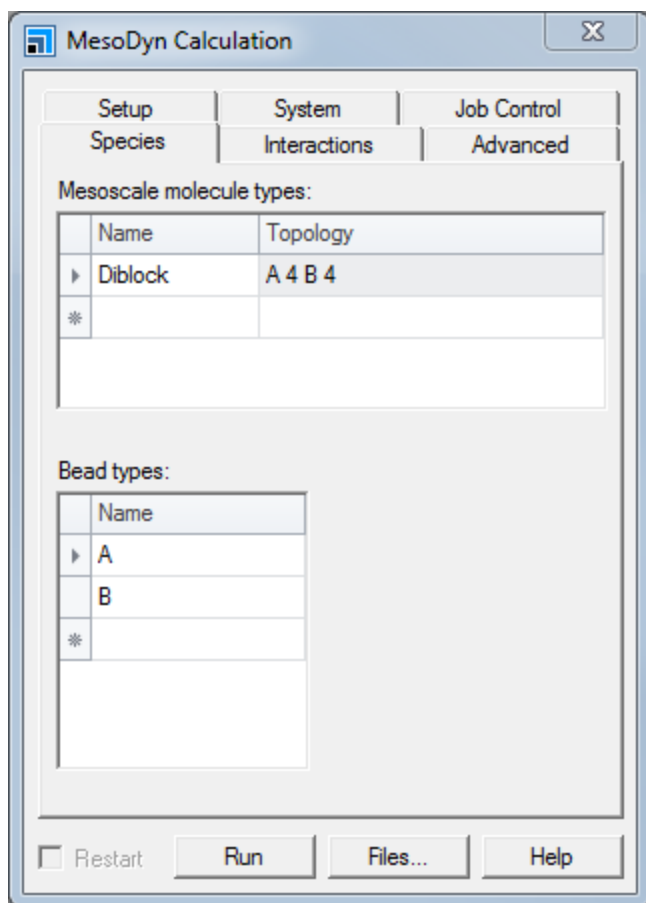 MesoDyn Calculation
Setup System Job Control
Species Interactions Advanced
Mesoscale molecule types:
Name Topology
Diblock A 4 B 4
Bead types:
Name
A
B
Restart Run Files... Help